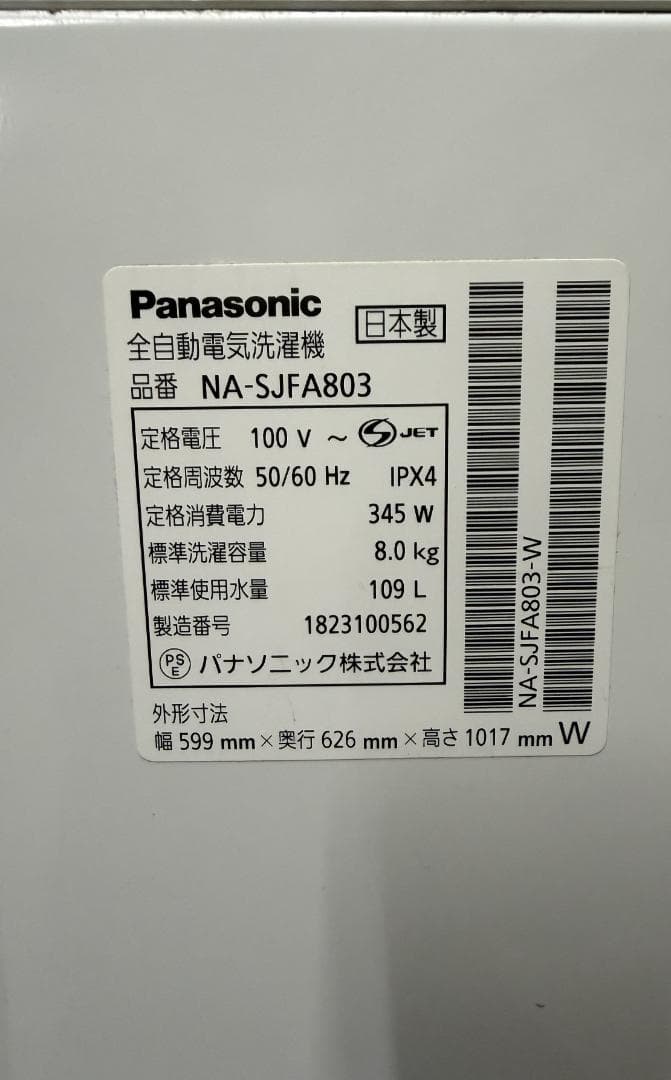 Panasonic
日本製
全自動電気洗濯機
品番 NA-SJFA803
定格電圧 100 V ～ S JET
定格周波数 50/60 Hz IPX4
定格消費電力 345 W
標準洗濯容量 8.0 kg
標準使用水量 109 L
製造番号 1823100562
PSE パナソニック株式会社
外形寸法
幅 599 mm × 奥行 626 mm × 高さ 1017 mm W
NA-SJFA803-W